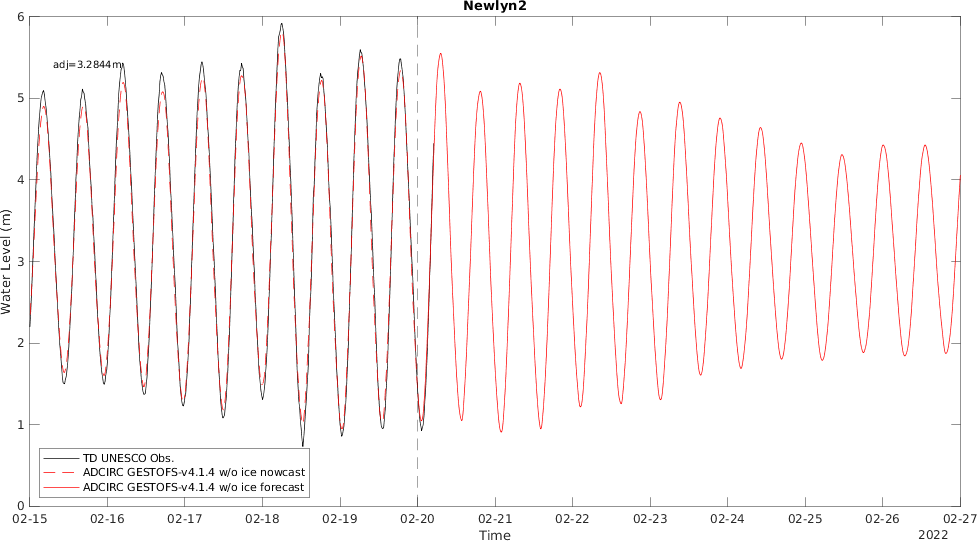 Newlyn2
adj=3.2844m
Water Level (m)
6
5
4
3
2
1
0
TD UNESCO Obs.
ADCIRC GESTOFS-v4.1.4 w/o ice nowcast
ADCIRC GESTOFS-v4.1.4 w/o ice forecast
02-15 02-16 02-17 02-18 02-19 02-20 02-21 02-22 02-23 02-24 02-25 02-26 02-27
Time
2022